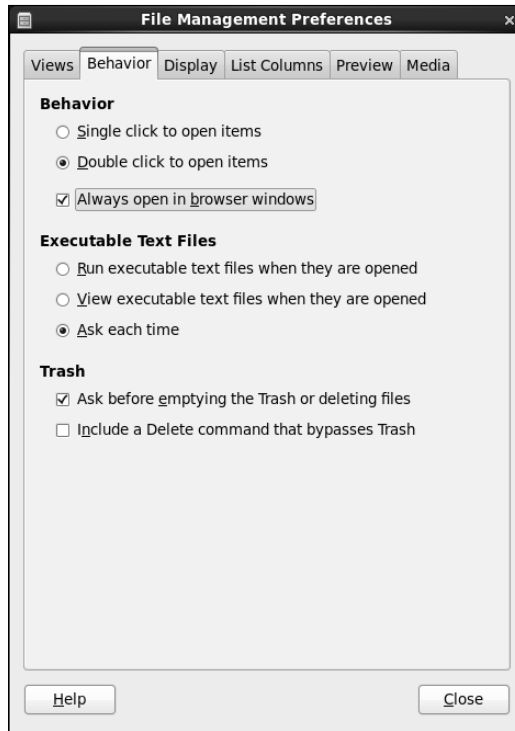 File Management Preferences
Views Behavior Display List Columns Preview Media
Behavior
Single click to open items
Double click to open items
Always open in browser windows
Executable Text Files
Run executable text files when they are opened
View executable text files when they are opened
Ask each time
Trash
Ask before emptying the Trash or deleting files
Include a Delete command that bypasses Trash
Help Close